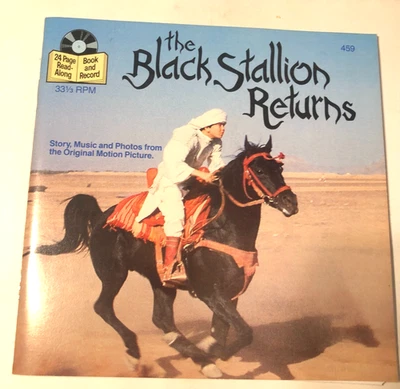 24 Page
Read-
Along
Book
and
Record
33⅓ RPM
the
Black Stallion
Returns
459
Story, Music and Photos from
the Original Motion Picture.